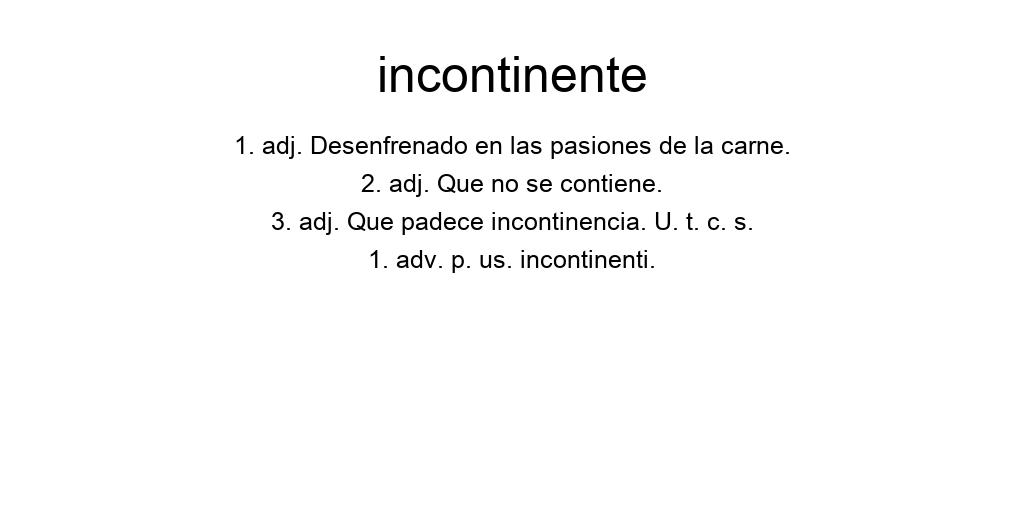 incontinente
1. adj. Desenfrenado en las pasiones de la carne.
2. adj. Que no se contiene.
3. adj. Que padece incontinencia. U. t. c. s.
1. adv. p. us. incontinenti.